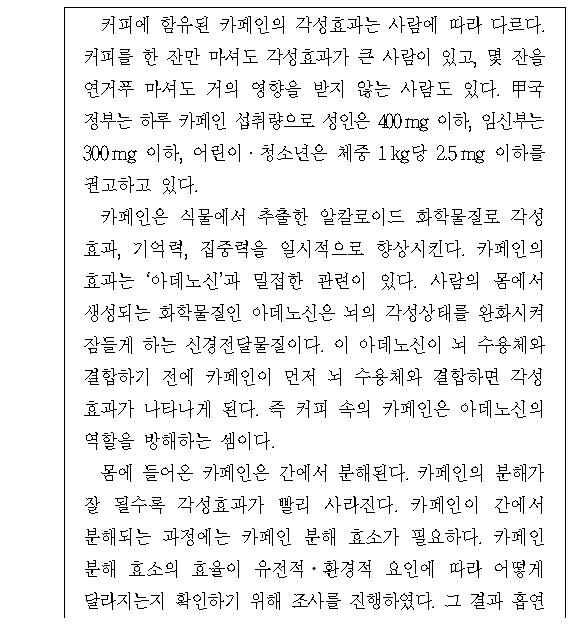 커피에 함유된 카페인의 각성효과는 사람에 따라 다르다.
커피를 한 잔만 마셔도 각성효과가 큰 사람이 있고, 몇 잔을
연거푸 마셔도 거의 영향을 받지 않는 사람도 있다. 甲국
정부는 하루 카페인 섭취량으로 성인은 400mg 이하, 임신부는
300mg 이하, 어린이·청소년은 체중 1kg당 2.5mg 이하를
권고하고 있다.
카페인은 식물에서 추출한 알칼로이드 화학물질로 각성
효과, 기억력, 집중력을 일시적으로 향상시킨다. 카페인의
효과는 ‘아데노신’과 밀접한 관련이 있다. 사람의 몸에서
생성되는 화학물질인 아데노신은 뇌의 각성상태를 완화시켜
잠들게 하는 신경전달물질이다. 이 아데노신이 뇌 수용체와
결합하기 전에 카페인이 먼저 뇌 수용체와 결합하면 각성
효과가 나타나게 된다. 즉 커피 속의 카페인은 아데노신의
역할을 방해하는 셈이다.
몸에 들어온 카페인은 간에서 분해된다. 카페인의 분해가
잘 될수록 각성효과가 빨리 사라진다. 카페인이 간에서
분해되는 과정에는 카페인 분해 효소가 필요하다. 카페인
분해 효소의 효율이 유전적·환경적 요인에 따라 어떻게
달라지는지 확인하기 위해 조사를 진행하였다. 그 결과 흡연